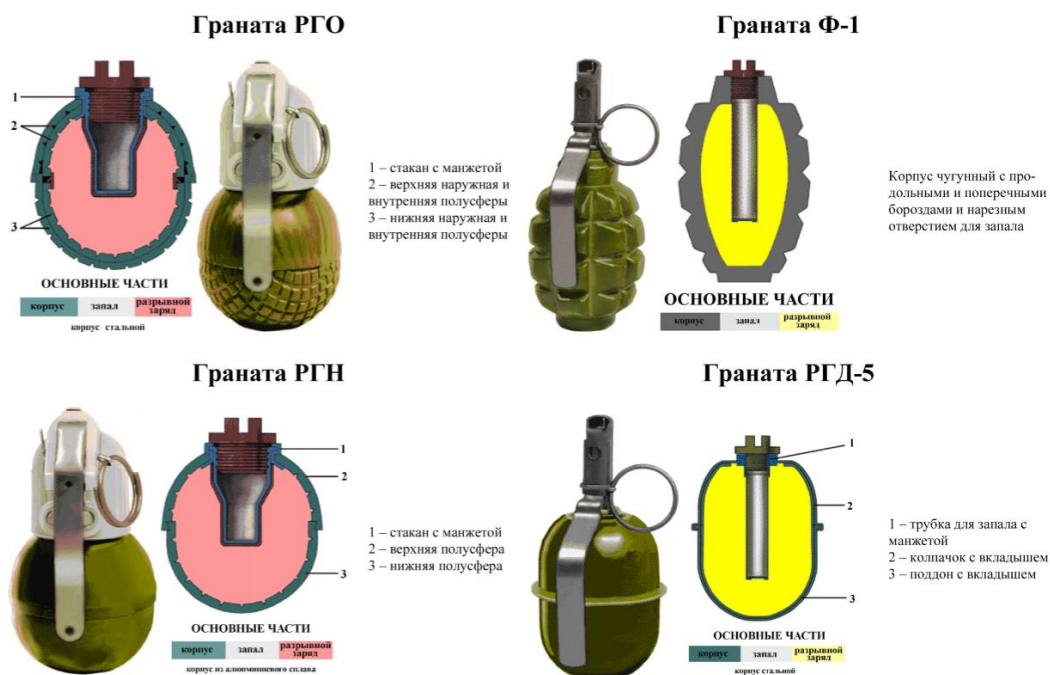 Граната РГО
1
2
3
1 – стакан с манжетой
2 – верхняя наружная и
внутренняя полусферы
3 – нижняя наружная и
внутренняя полусферы
ОСНОВНЫЕ ЧАСТИ
корпус запал разрывной
заряд
корпус стальной
Граната Ф-1
Корпус чугунный с про-
дольными и поперечными
бороздами и нарезным
отверстием для запала
ОСНОВНЫЕ ЧАСТИ
корпус запал разрывной
заряд
Граната РГН
1
2
3
1 – стакан с манжетой
2 – верхняя полусфера
3 – нижняя полусфера
ОСНОВНЫЕ ЧАСТИ
корпус запал разрывной
заряд
корпус из алюминиевого сплава
Граната РГД-5
1
2
3
1 – трубка для запала с
манжетой
2 – колпачок с вкладышем
3 – поддон с вкладышем
ОСНОВНЫЕ ЧАСТИ
корпус запал разрывной
заряд
корпус стальной